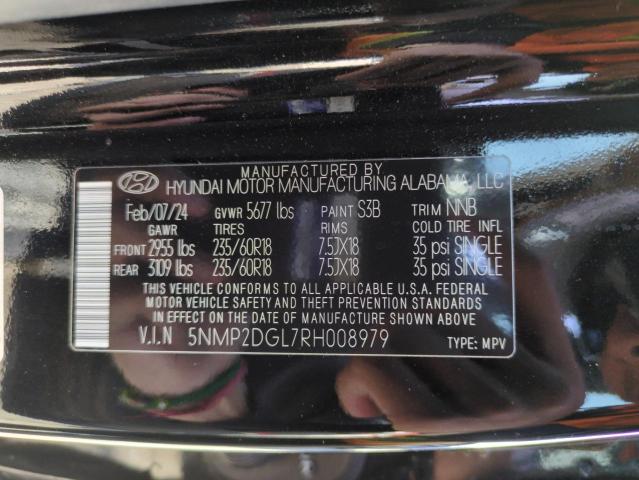 MANUFACTURED BY
HYUNDAI MOTOR MANUFACTURING ALABAMA, LLC
Feb/07/24 GVWR 5677 lbs PAINT S3B TRIM NNB
GAWR TIRES RIMS COLD TIRE INFL
FRONT 2955 lbs 235/60R18 7.5JX18 35 psi SINGLE
REAR 3109 lbs 235/60R18 7.5JX18 35 psi SINGLE
THIS VEHICLE CONFORMS TO ALL APPLICABLE U.S.A. FEDERAL
MOTOR VEHICLE SAFETY AND THEFT PREVENTION STANDARDS
IN EFFECT ON THE DATE OF MANUFACTURE SHOWN ABOVE
V.I.N 5NMP2DGL7RH008979 TYPE: MPV